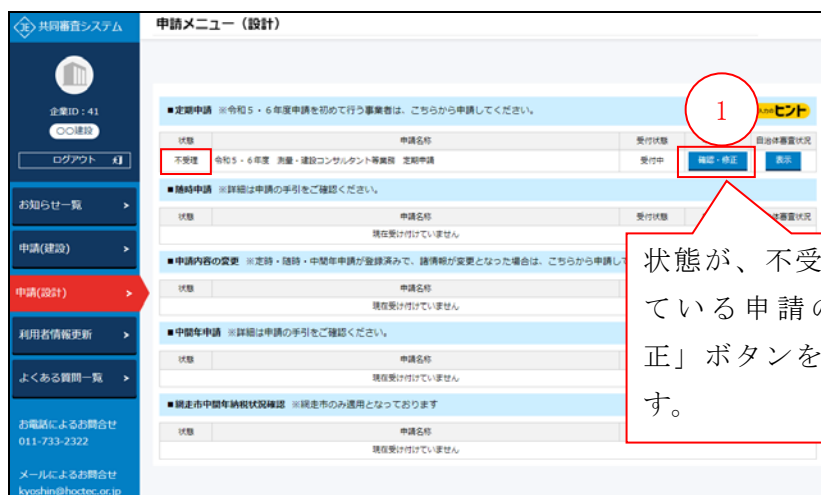 共同審査システム
企業ID：41
〇〇建設
ログアウト
お知らせ一覧
申請(建設)
申請(設計)
利用者情報更新
よくある質問一覧
お電話によるお問合せ
011-733-2322
メールによるお問合せ
kyoshin@hoctec.or.jp
申請メニュー（設計）
■定期申請 ※令和５・６年度申請を初めて行う事業者は、こちらから申請してください。
ヒント
状態 申請名称 受付状態 自治体審査状況
不受理 令和５・６年度 測量・建設コンサルタント等業務 定期申請 受付中 確認・修正 表示
■随時申請 ※詳細は申請の手引をご確認ください。
状態 申請名称 受付状態 体審査状況
現在受け付けていません
■申請内容の変更 ※定時・随時・中間年申請が登録済みで、諸情報が変更となった場合は、こちらから申請し
状態 申請名称
現在受け付けていません
■中間年申請 ※詳細は申請の手引をご確認ください。
状態 申請名称
現在受け付けていません
■網走市中間年納税状況確認 ※網走市のみ適用となっております
状態 申請名称
現在受け付けていません
1
状態が、不受
ている申請の
正」ボタンを
す。